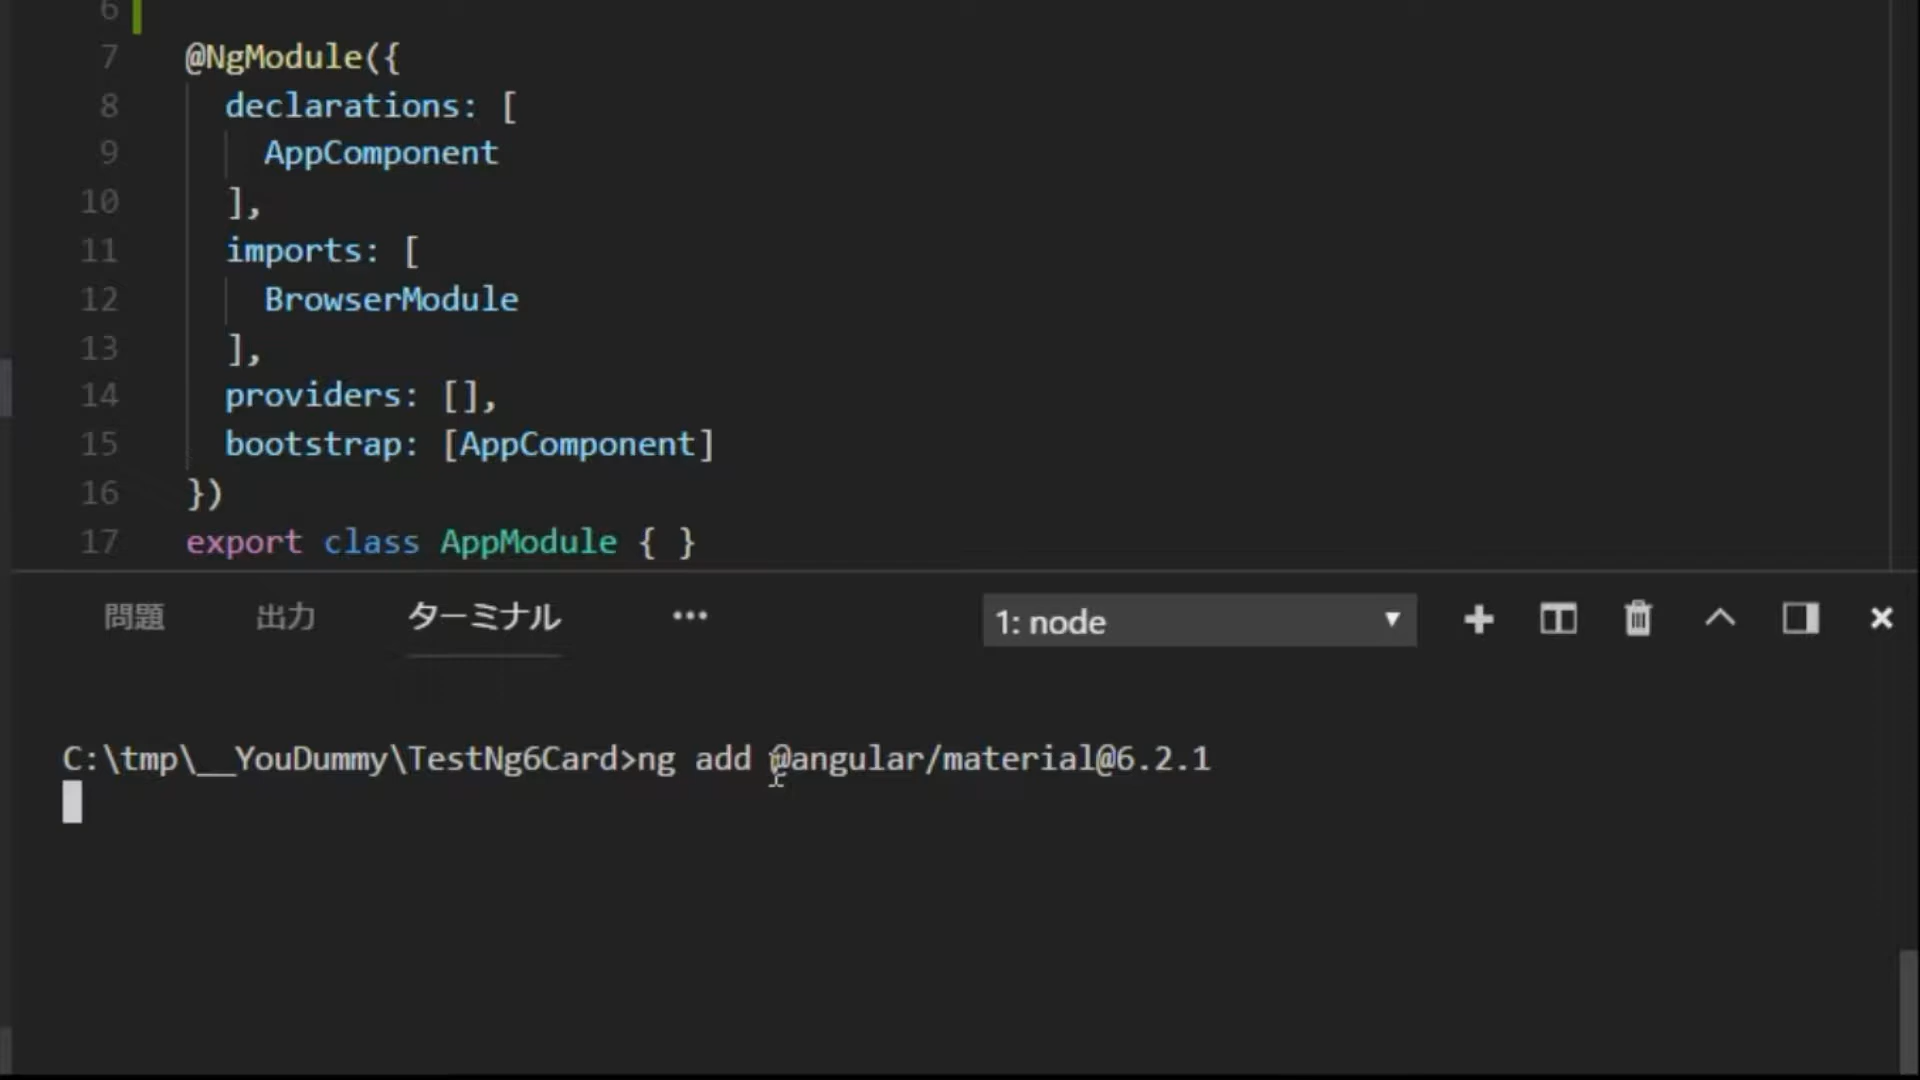 6
7 @NgModule({
8 declarations: [
9 AppComponent
10 ],
11 imports: [
12 BrowserModule
13 ],
14 providers: [],
15 bootstrap: [AppComponent]
16 })
17 export class AppModule { }
問題 出力 ターミナル ••• 1: node
C:\tmp\__YouDummy\TestNg6Card>ng add @angular/material@6.2.1